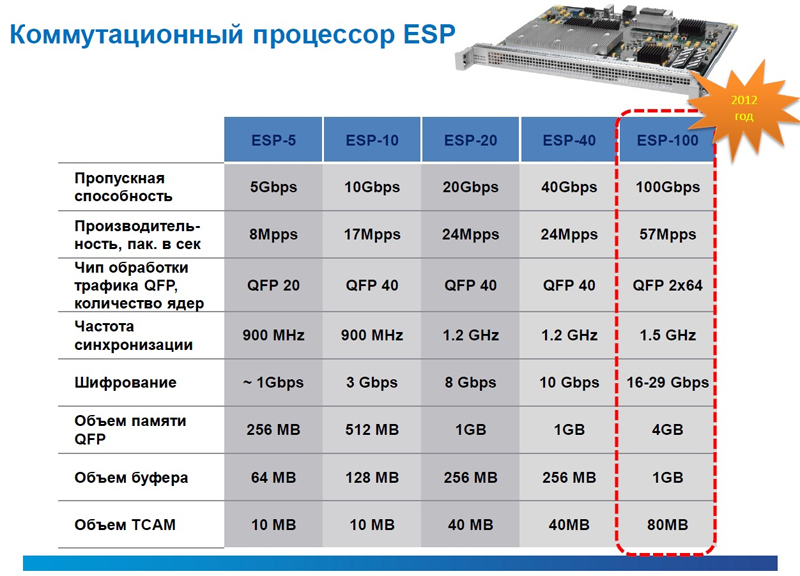 Коммутационный процессор ESP
2012
год
ESP-5 ESP-10 ESP-20 ESP-40 ESP-100
Пропускная
способность 5Gbps 10Gbps 20Gbps 40Gbps 100Gbps
Производитель-
ность, пак. в сек 8Mpps 17Mpps 24Mpps 24Mpps 57Mpps
Чип обработки
трафика QFP, QFP 20 QFP 40 QFP 40 QFP 40 QFP 2x64
количество ядер
Частота
синхронизации 900 MHz 900 MHz 1.2 GHz 1.2 GHz 1.5 GHz
Шифрование ~ 1Gbps 3 Gbps 8 Gbps 10 Gbps 16-29 Gbps
Объем памяти
QFP 256 MB 512 MB 1GB 1GB 4GB
Объем буфера 64 MB 128 MB 256 MB 256 MB 1GB
Объем TCAM 10 MB 10 MB 40 MB 40MB 80MB